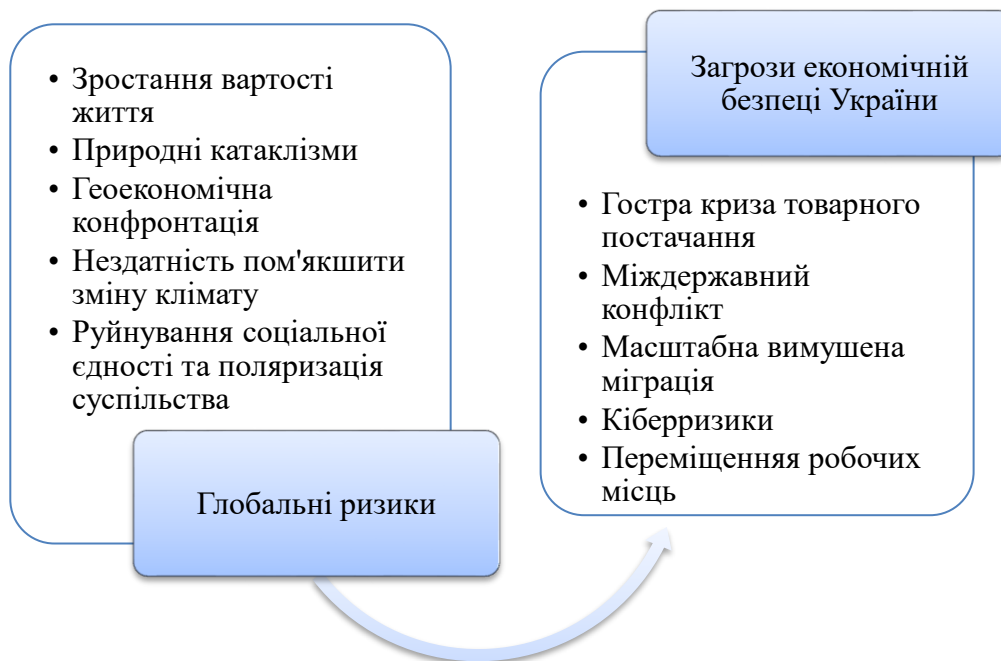 • Зростання вартості
життя
• Природні катаклізми
• Геоекономічна
конфронтація
• Нездатність пом'якшити
зміну клімату
• Руйнування соціальної
єдності та поляризація
суспільства
Глобальні ризики
Загрози економічній
безпеці України
• Гостра криза товарного
постачання
• Міждержавний
конфлікт
• Масштабна вимушена
міграція
• Кіберризики
• Переміщенняя робочих
місць